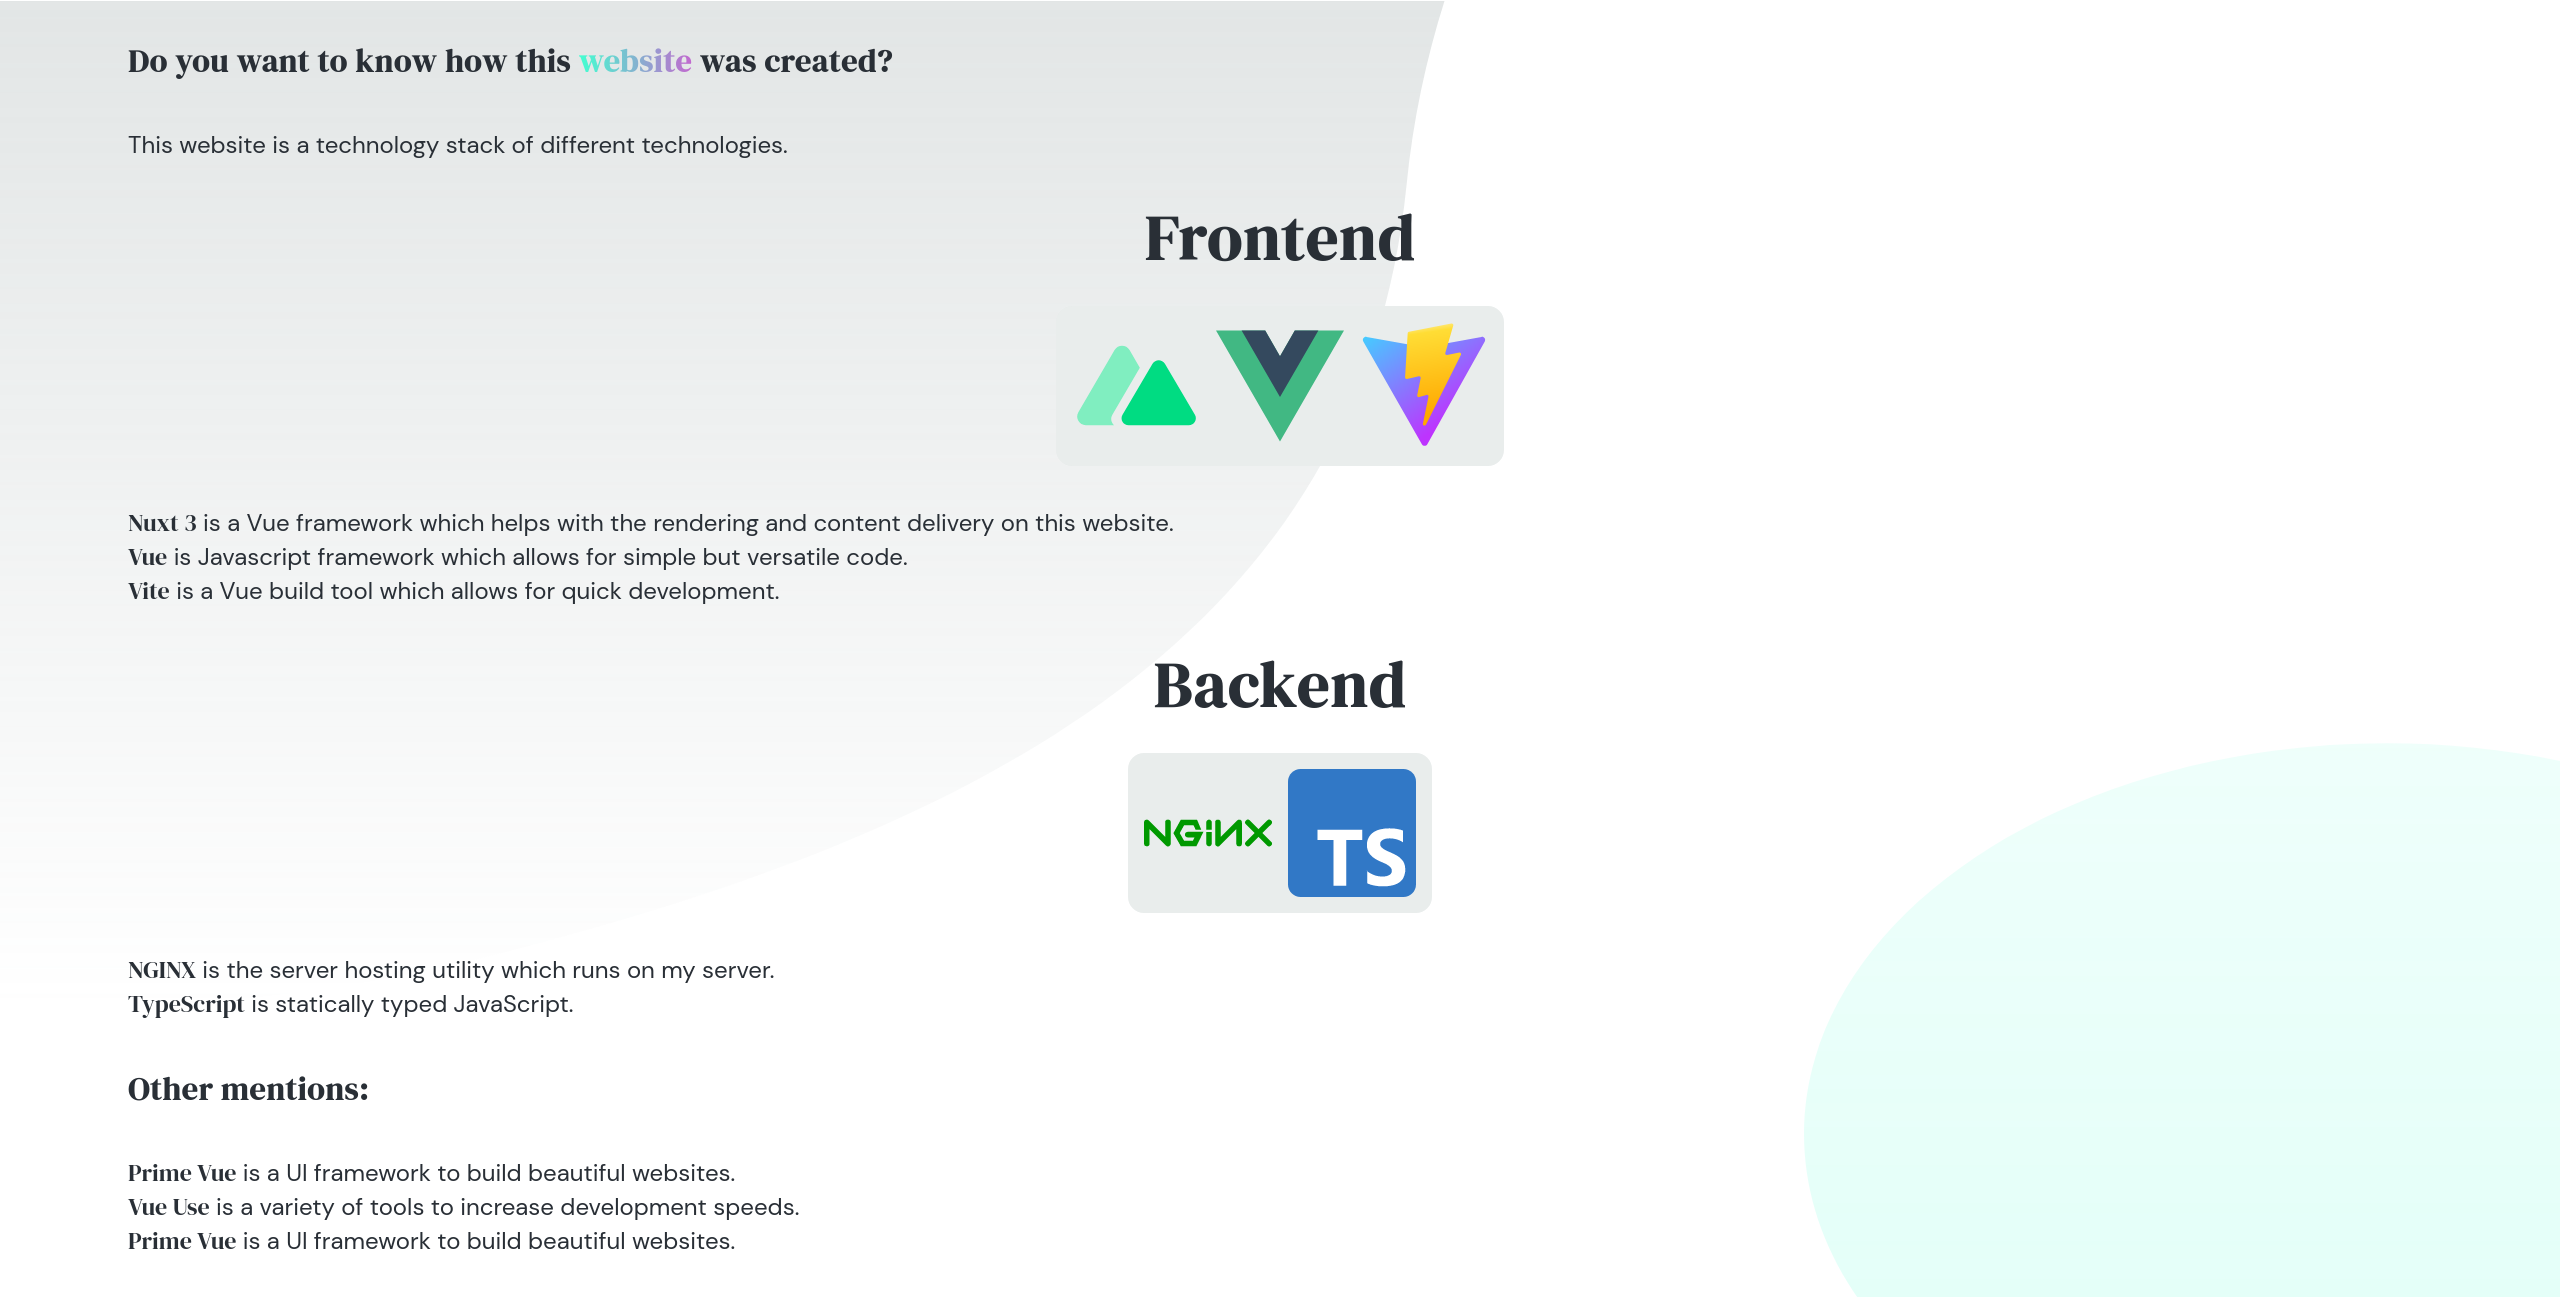 Do you want to know how this website was created?
This website is a technology stack of different technologies.
Frontend
Nuxt 3 is a Vue framework which helps with the rendering and content delivery on this website.
Vue is Javascript framework which allows for simple but versatile code.
Vite is a Vue build tool which allows for quick development.
Backend
NGINX
TS
NGINX is the server hosting utility which runs on my server.
TypeScript is statically typed JavaScript.
Other mentions:
Prime Vue is a UI framework to build beautiful websites.
Vue Use is a variety of tools to increase development speeds.
Prime Vue is a UI framework to build beautiful websites.